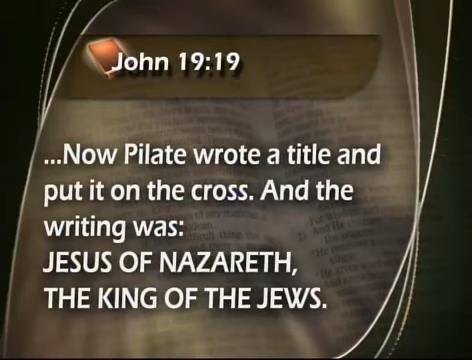 John 19:19
...Now Pilate wrote a title and
put it on the cross. And the
writing was:
JESUS OF NAZARETH,
THE KING OF THE JEWS.